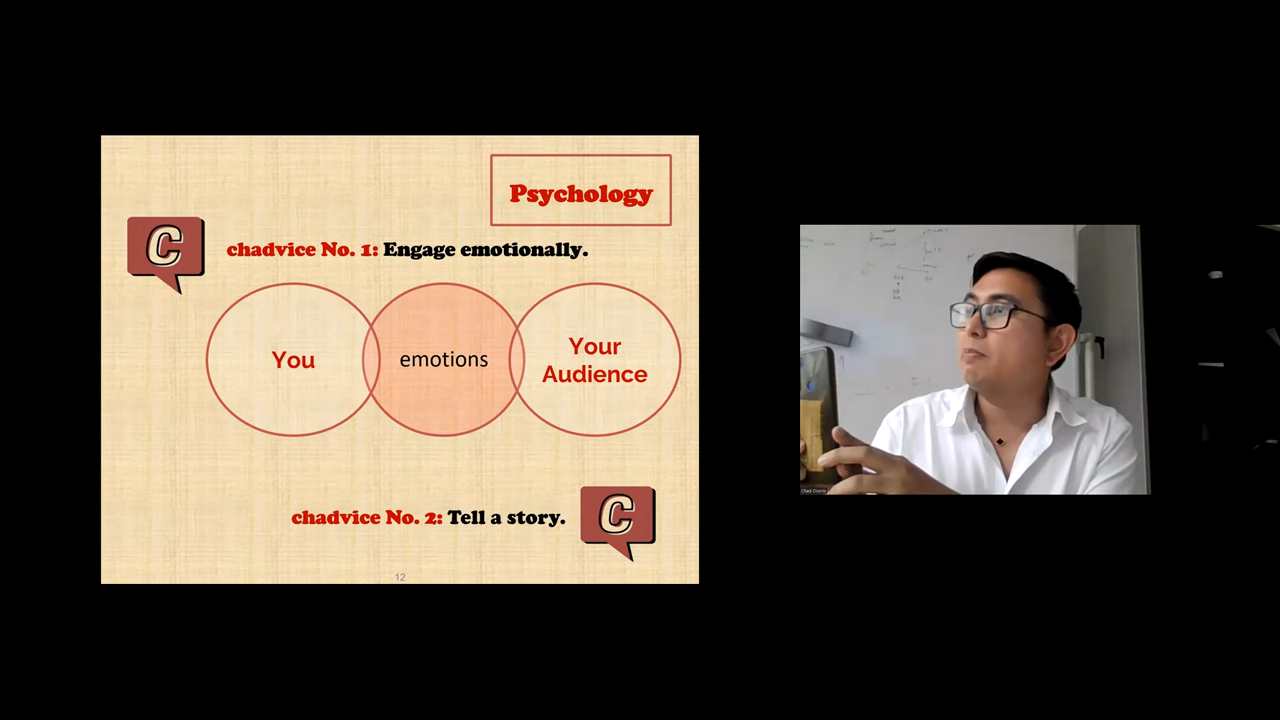 Psychology
C
chadvice No. 1: Engage emotionally.
You
emotions
Your
Audience
chadvice No. 2: Tell a story.
C
12